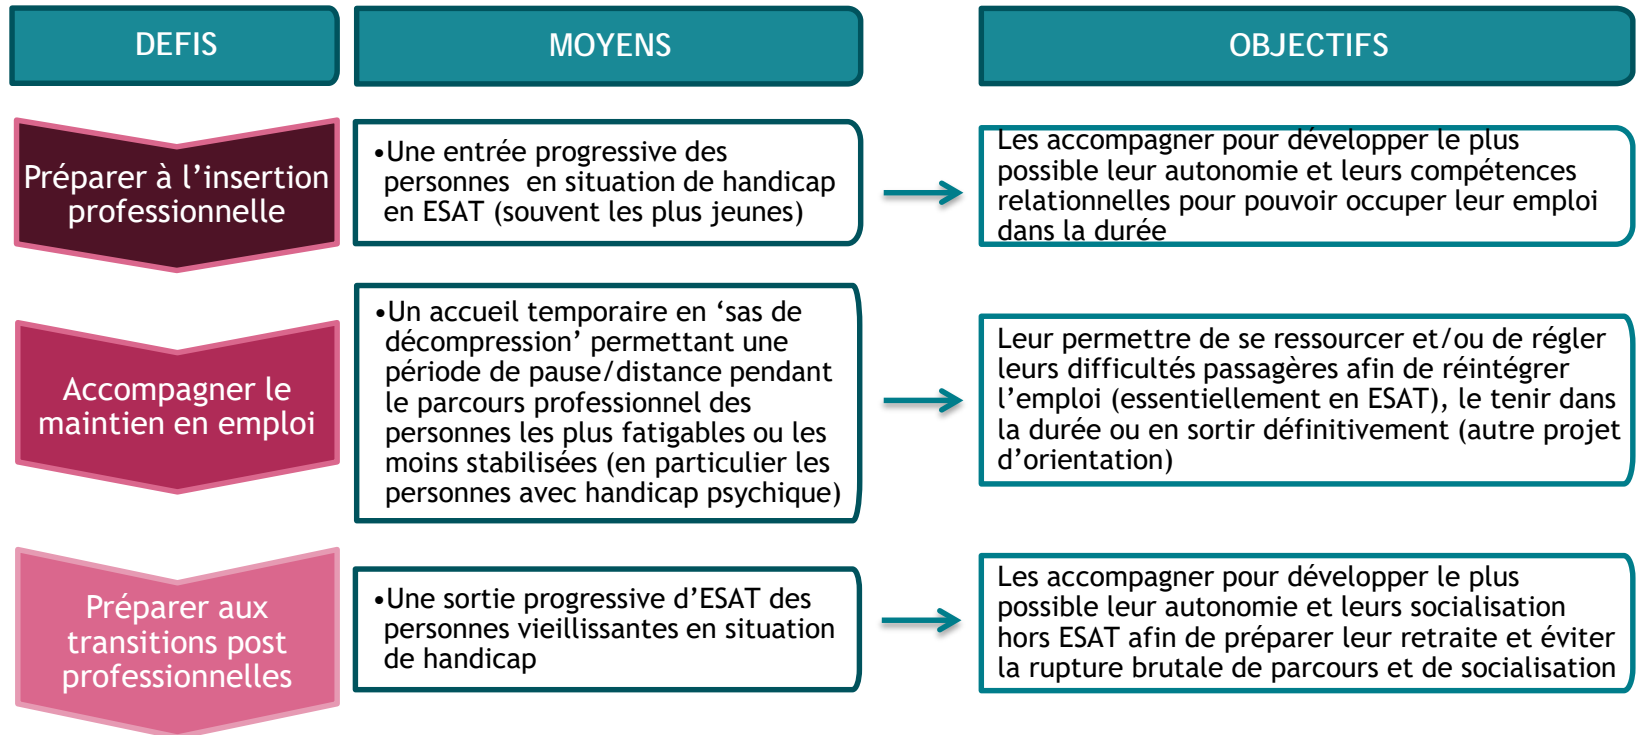 DEFIS
MOYENS
OBJECTIFS
Préparer à l’insertion
professionnelle
•Une entrée progressive des
personnes en situation de handicap
en ESAT (souvent les plus jeunes)
Les accompagner pour développer le plus
possible leur autonomie et leurs compétences
relationnelles pour pouvoir occuper leur emploi
dans la durée
Accompagner le
maintien en emploi
•Un accueil temporaire en ‘sas de
décompression’ permettant une
période de pause/distance pendant
le parcours professionnel des
personnes les plus fatigables ou les
moins stabilisées (en particulier les
personnes avec handicap psychique)
Leur permettre de se ressourcer et/ou de régler
leurs difficultés passagères afin de réintégrer
l’emploi (essentiellement en ESAT), le tenir dans
la durée ou en sortir définitivement (autre projet
d’orientation)
Préparer aux
transitions post
professionnelles
•Une sortie progressive d’ESAT des
personnes vieillissantes en situation
de handicap
Les accompagner pour développer le plus
possible leur autonomie et leurs socialisation
hors ESAT afin de préparer leur retraite et éviter
la rupture brutale de parcours et de socialisation